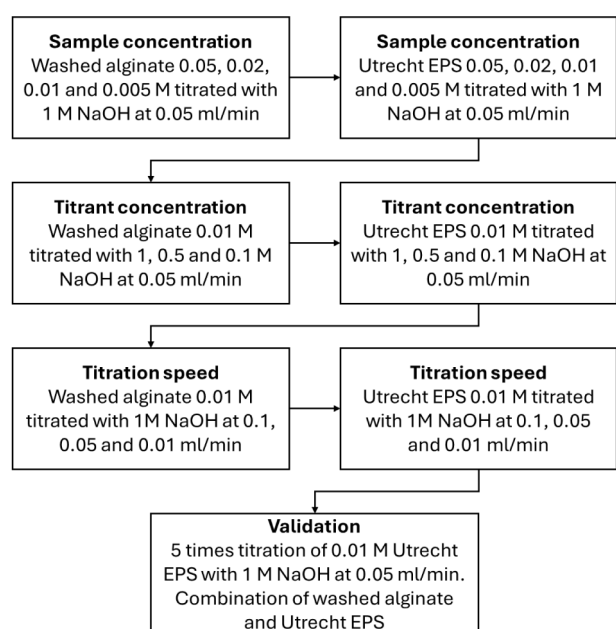 Sample concentration
Washed alginate 0.05, 0.02,
0.01 and 0.005 M titrated with
1 M NaOH at 0.05 ml/min
Sample concentration
Utrecht EPS 0.05, 0.02, 0.01
and 0.005 M titrated with 1 M
NaOH at 0.05 ml/min
Titrant concentration
Washed alginate 0.01 M
titrated with 1, 0.5 and 0.1 M
NaOH at 0.05 ml/min
Titrant concentration
Utrecht EPS 0.01 M titrated
with 1, 0.5 and 0.1 M NaOH at
0.05 ml/min
Titration speed
Washed alginate 0.01 M
titrated with 1M NaOH at 0.1,
0.05 and 0.01 ml/min
Titration speed
Utrecht EPS 0.01 M titrated
with 1M NaOH at 0.1, 0.05
and 0.01 ml/min
Validation
5 times titration of 0.01 M Utrecht
EPS with 1 M NaOH at 0.05 ml/min.
Combination of washed alginate
and Utrecht EPS